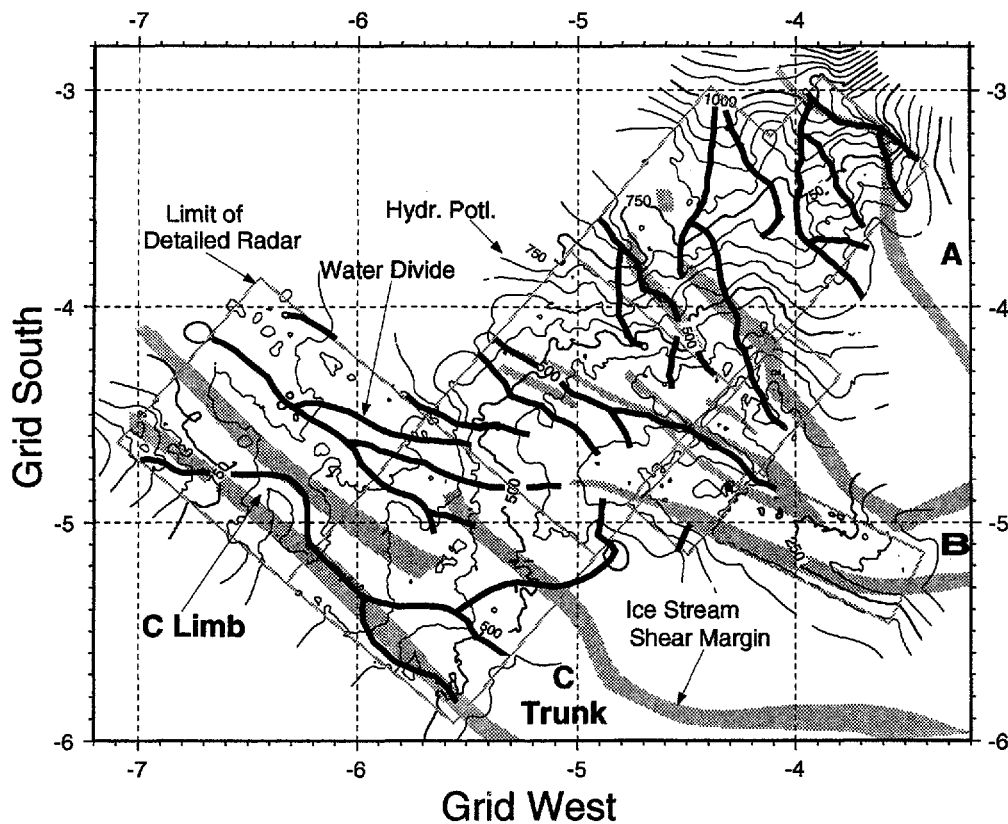 -7 -6 -5 -4
-3
-3
1000
750
750
Limit of
Detailed Radar
Hydr. Potl.
750
Water Divide
A
-4
-4
500
500
Grid South
500
-5
-5
B
250
C Limb
500
Ice Stream
Shear Margin
C
Trunk
-6
-6
-7 -6 -5 -4
Grid West